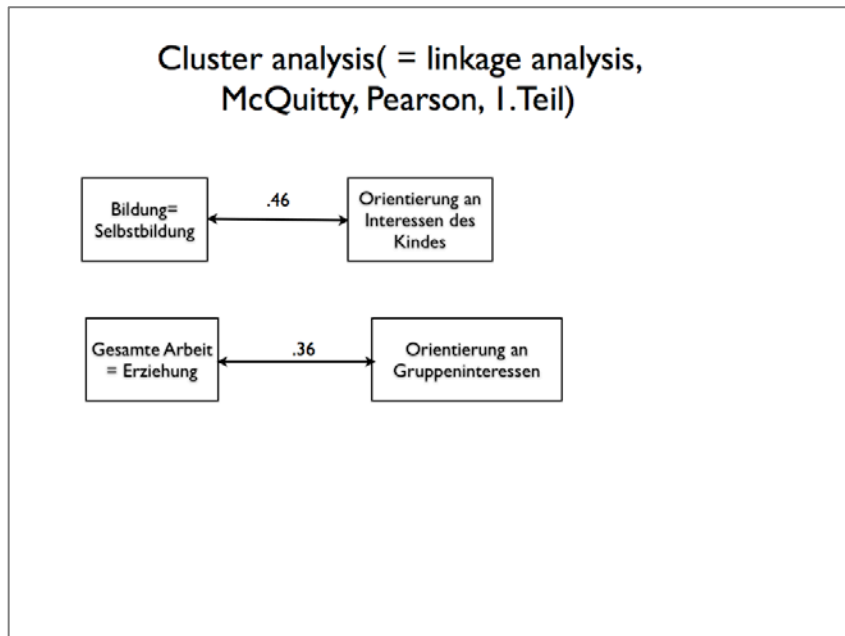 Cluster analysis( = linkage analysis,
McQuitty, Pearson, 1.Teil)
Bildung=
Selbstbildung
.46
Orientierung an
Interessen des
Kindes
Gesamte Arbeit
= Erziehung
.36
Orientierung an
Gruppeninteressen